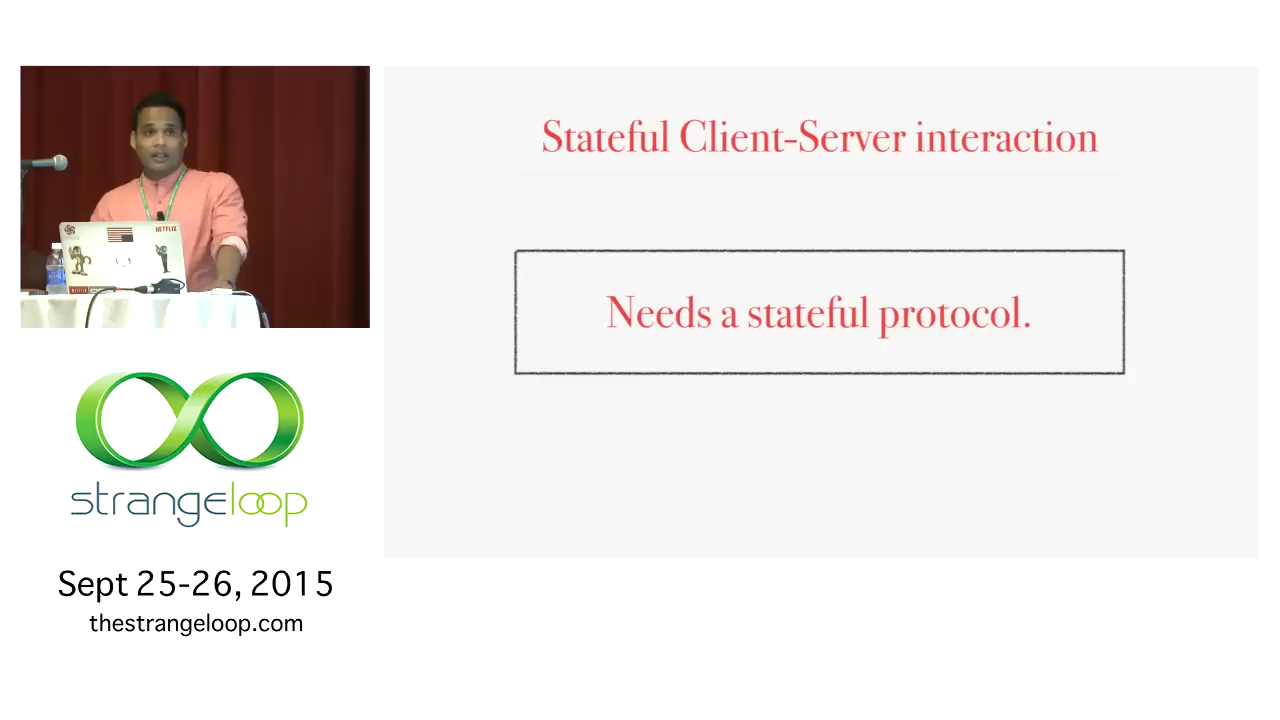 Stateful Client-Server interaction
Needs a stateful protocol.
NETFLIX
strangeloop
Sept 25-26, 2015
thestrangeloop.com